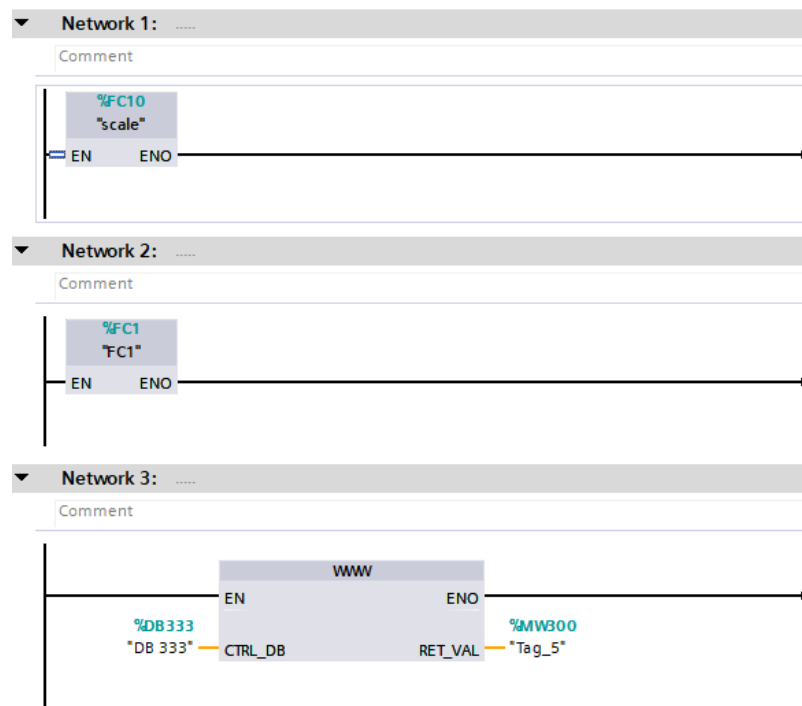 Network 1: .....
Comment
%FC10
"scale"
EN ENO
Network 2: .....
Comment
%FC1
"FC1"
EN ENO
Network 3: .....
Comment
WWW
EN ENO
%DB333 %MW300
"DB 333" CTRL_DB RET_VAL "Tag_5"